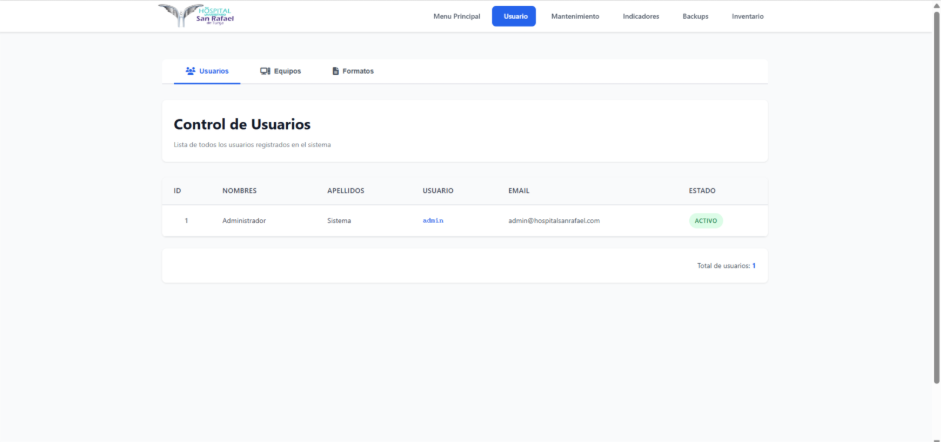 HOSPITAL
San Rafael
de Yungo
Menu Principal Usuario Mantenimiento Indicadores Backups Inventario
Usuarios Equipos Formatos
Control de Usuarios
Lista de todos los usuarios registrados en el sistema
ID NOMBRES APELLIDOS USUARIO EMAIL ESTADO
1 Administrador Sistema admin admin@hospitalsanrafael.com ACTIVO
Total de usuarios: 1